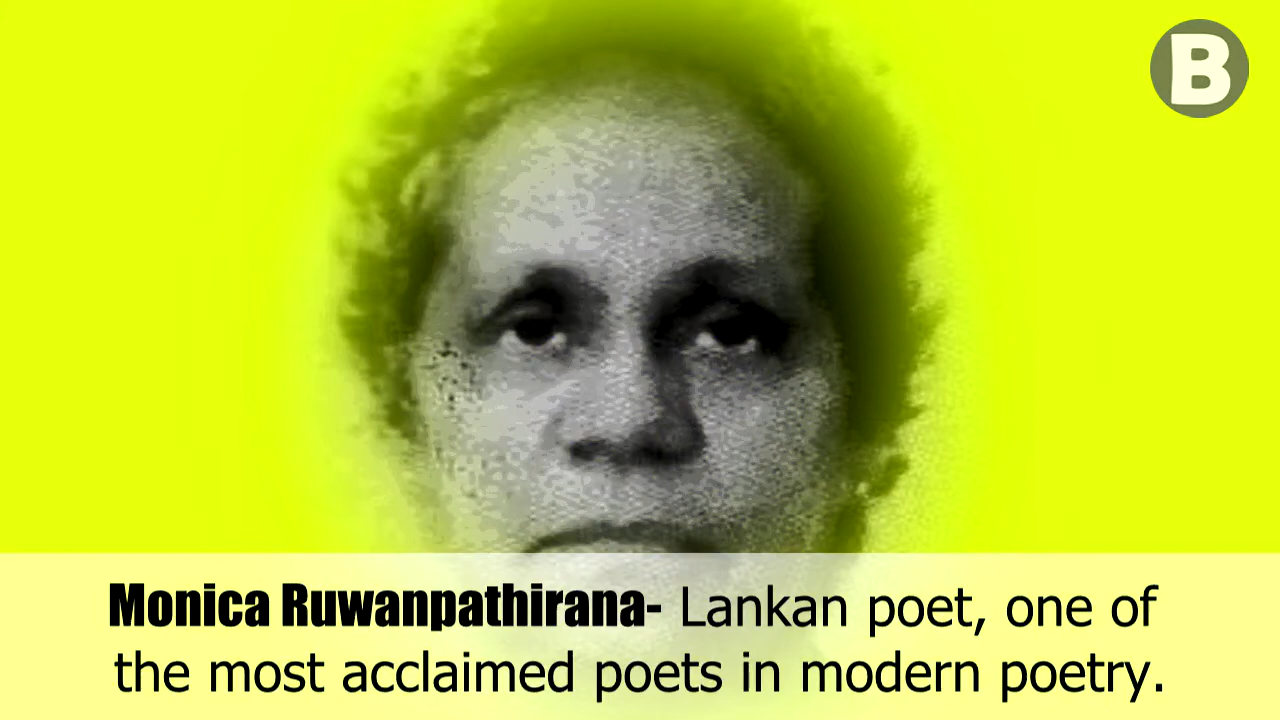 B
Monica Ruwanpathirana- Lankan poet, one of
the most acclaimed poets in modern poetry.